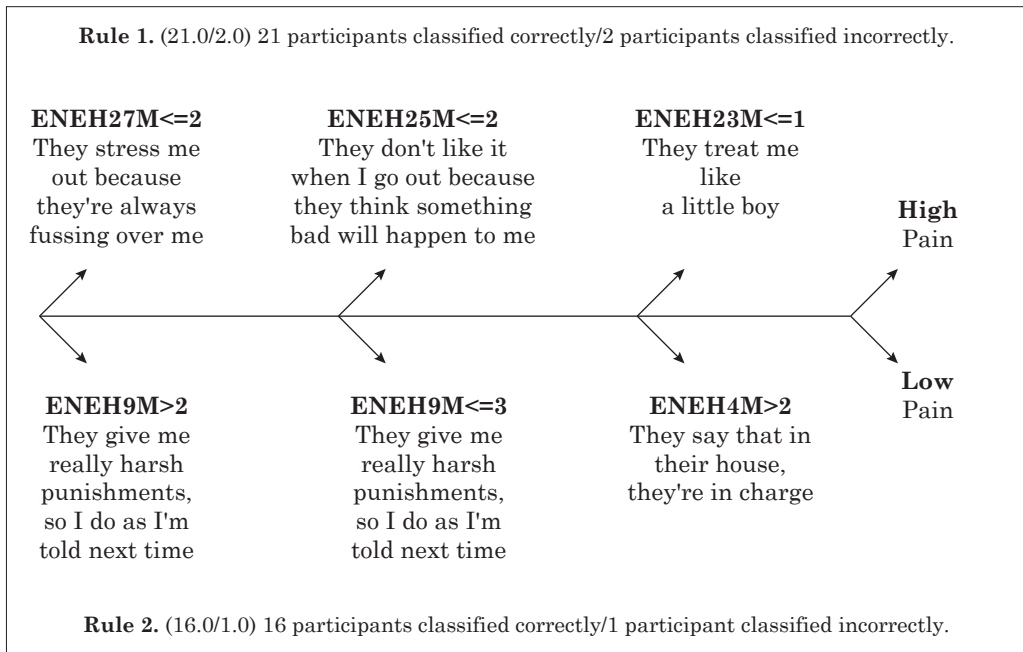 Rule 1. (21.0/2.0) 21 participants classified correctly/2 participants classified incorrectly.
ENEH27M<=2
They stress me
out because
they're always
fussing over me
ENEH25M<=2
They don't like it
when I go out because
they think something
bad will happen to me
ENEH23M<=1
They treat me
like
a little boy
High
Pain
Low
Pain
ENEH9M>2
They give me
really harsh
punishments,
so I do as I'm
told next time
ENEH9M<=3
They give me
really harsh
punishments,
so I do as I'm
told next time
ENEH4M>2
They say that in
their house,
they're in charge
Rule 2. (16.0/1.0) 16 participants classified correctly/1 participant classified incorrectly.